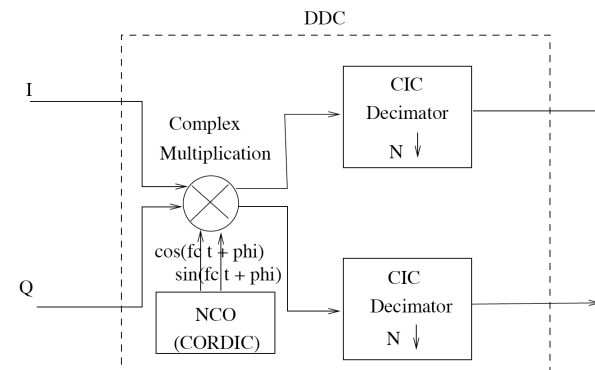 DDC
I
CIC
Decimator
N
Complex
Multiplication
cos(fc t + phi)
sin(fc t + phi)
Q
NCO
(CORDIC)
CIC
Decimator
N